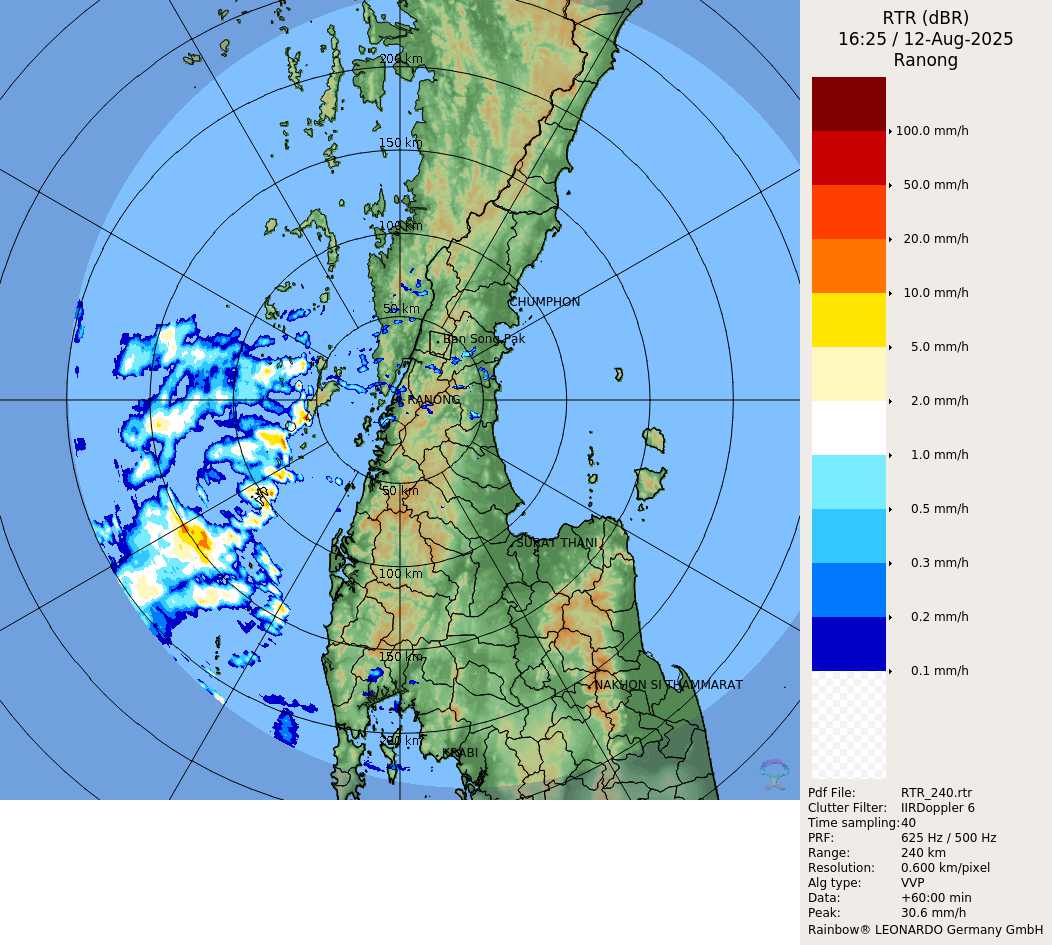 RTR (dBR)
16:25 / 12-Aug-2025
Ranong
100.0 mm/h
50.0 mm/h
20.0 mm/h
10.0 mm/h
5.0 mm/h
2.0 mm/h
1.0 mm/h
0.5 mm/h
0.3 mm/h
0.2 mm/h
0.1 mm/h
200 km
150 km
100 km
50 km
CHUMPHON
Ban Song Pak
RANONG
50 km
SURAT THANI
100 km
150 km
NAKHON SI THAMMARAT
200 km
KRABI
Pdf File: RTR_240.rtr
Clutter Filter: IIRDoppler 6
Time sampling: 40
PRF: 625 Hz / 500 Hz
Range: 240 km
Resolution: 0.600 km/pixel
Alg type: VVP
Data: +60:00 min
Peak: 30.6 mm/h
Rainbow® LEONARDO Germany GmbH